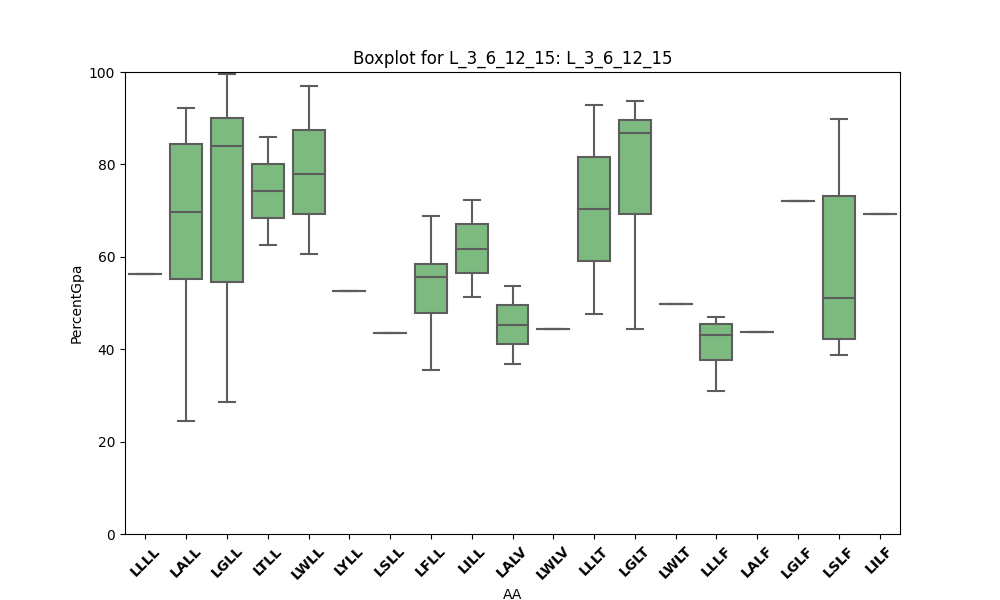 Boxplot for L_3_6_12_15: L_3_6_12_15
100
80
60
40
20
0
PercentGpa
LLLL
LALL
LGLL
LTLL
LWLL
LYLL
LSLL
LFLL
LILL
LALV
LWLV
LLLT
LGLT
LWLT
LLLF
LALF
LGLF
LSLF
LILF
AA